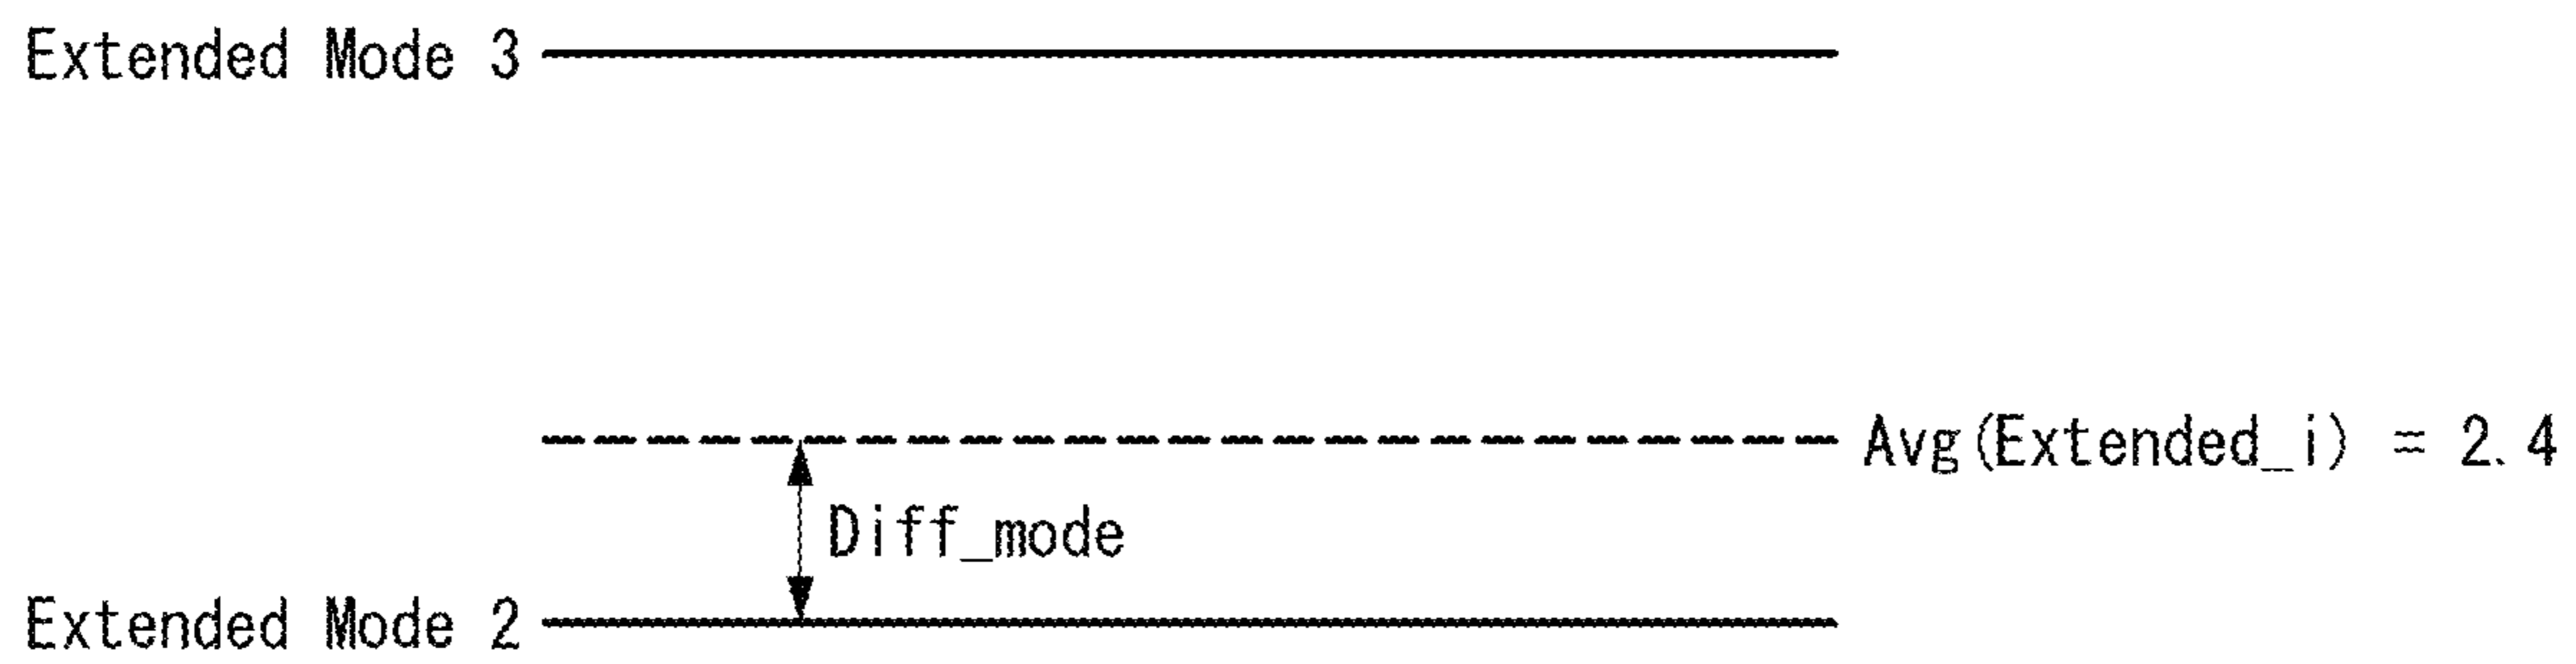 Extended Mode 3
Avg(Extended_i) = 2.4
Diff_mode
Extended Mode 2